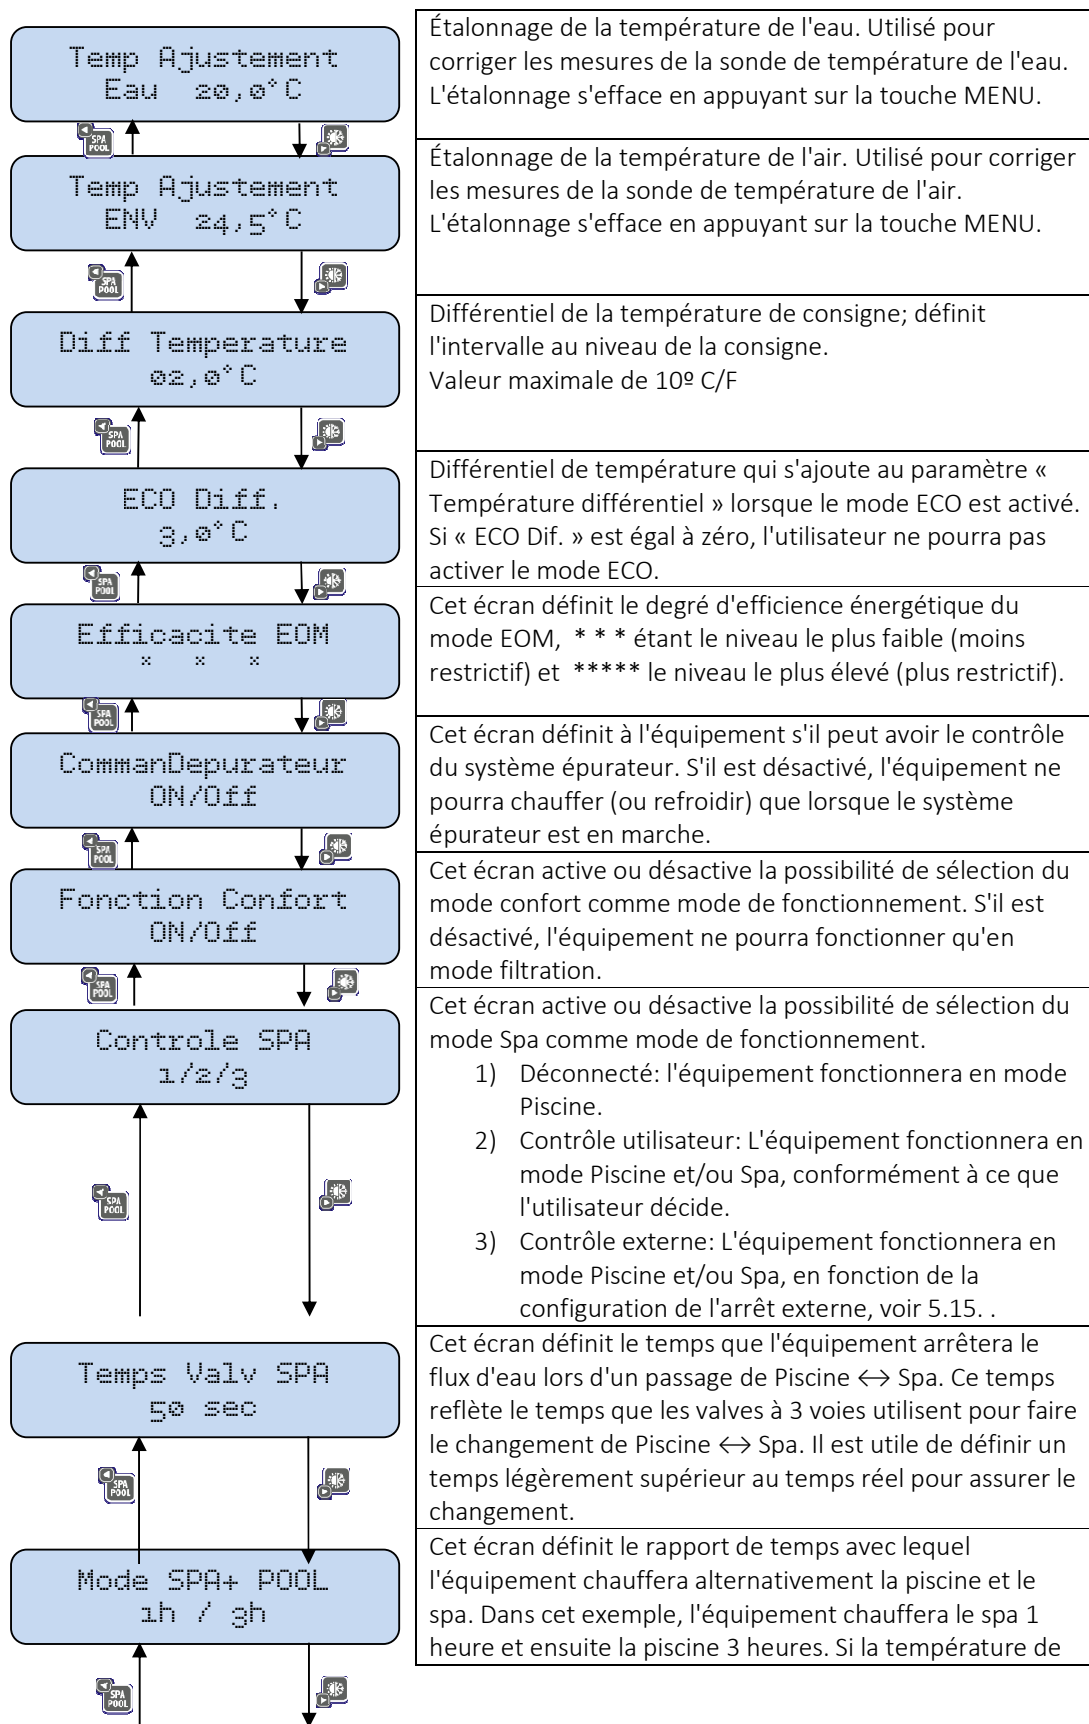 Temp Ajustement
Eau 20,0°C
Étalonnage de la température de l'eau. Utilisé pour
corriger les mesures de la sonde de température de l'eau.
L'étalonnage s'efface en appuyant sur la touche MENU.
SPA
POOL
Temp Ajustement
ENV 24,5°C
Étalonnage de la température de l'air. Utilisé pour corriger
les mesures de la sonde de température de l'air.
L'étalonnage s'efface en appuyant sur la touche MENU.
SPA
POOL
Diff Temperature
02,0°C
Différentiel de la température de consigne; définit
l'intervalle au niveau de la consigne.
Valeur maximale de 10º C/F
SPA
POOL
ECO Diff.
3,0°C
Différentiel de température qui s'ajoute au paramètre «
Température différentiel » lorsque le mode ECO est activé.
Si « ECO Dif. » est égal à zéro, l'utilisateur ne pourra pas
activer le mode ECO.
SPA
POOL
Efficacite EOM
* * *
Cet écran définit le degré d'efficience énergétique du
mode EOM, * * * étant le niveau le plus faible (moins
restrictif) et ***** le niveau le plus élevé (plus restrictif).
SPA
POOL
CommanDepurateur
ON/Off
Cet écran définit à l'équipement s'il peut avoir le contrôle
du système épurateur. S'il est désactivé, l'équipement ne
pourra chauffer (ou refroidir) que lorsque le système
épurateur est en marche.
SPA
POOL
Fonction Confort
ON/Off
Cet écran active ou désactive la possibilité de sélection du
mode confort comme mode de fonctionnement. S'il est
désactivé, l'équipement ne pourra fonctionner qu'en
mode filtration.
SPA
POOL
Controle SPA
1/2/3
Cet écran active ou désactive la possibilité de sélection du
mode Spa comme mode de fonctionnement.
1) Déconnecté: l'équipement fonctionnera en mode
Piscine.
2) Contrôle utilisateur: L'équipement fonctionnera en
mode Piscine et/ou Spa, conformément à ce que
l'utilisateur décide.
3) Contrôle externe: L'équipement fonctionnera en
mode Piscine et/ou Spa, en fonction de la
configuration de l'arrêt externe, voir 5.15. .
SPA
POOL
Temps Valv SPA
50 sec
Cet écran définit le temps que l'équipement arrêtera le
flux d'eau lors d'un passage de Piscine ↔ Spa. Ce temps
reflète le temps que les valves à 3 voies utilisent pour faire
le changement de Piscine ↔ Spa. Il est utile de définir un
temps légèrement supérieur au temps réel pour assurer le
changement.
SPA
POOL
Mode SPA+ POOL
1h / 3h
Cet écran définit le rapport de temps avec lequel
l'équipement chauffera alternativement la piscine et le
spa. Dans cet exemple, l'équipement chauffera le spa 1
heure et ensuite la piscine 3 heures. Si la température de
SPA
POOL